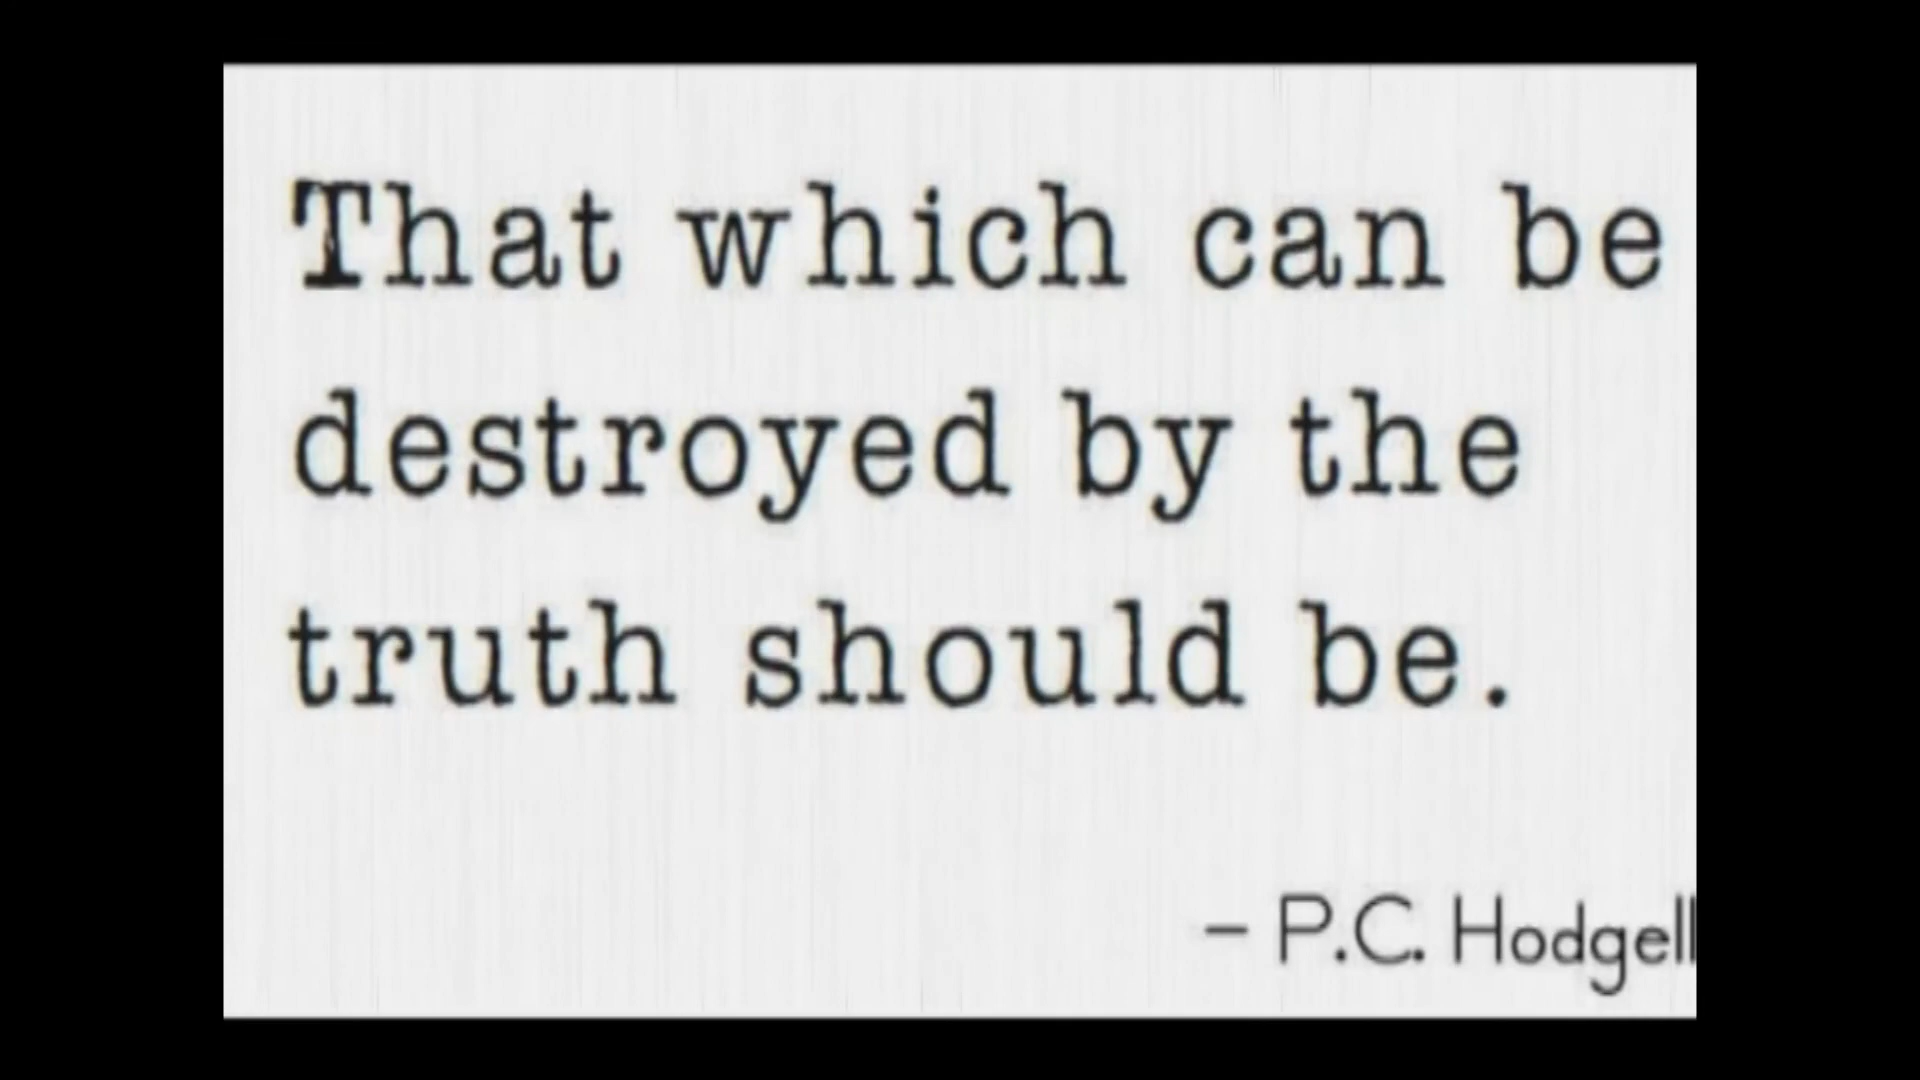 That which can be
destroyed by the
truth should be.
– P.C. Hodgell